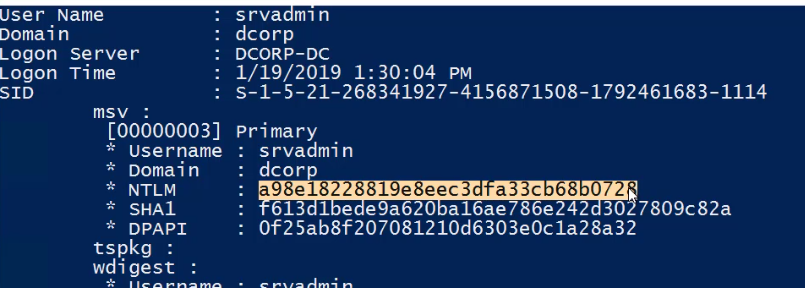 User Name : srvadmin
Domain : dcorp
Logon Server : DCORP-DC
Logon Time : 1/19/2019 1:30:04 PM
SID : S-1-5-21-268341927-4156871508-1792461683-1114
msv :
[00000003] Primary
* Username : srvadmin
* Domain : dcorp
* NTLM : a98e18228819e8eec3dfa33cb68b0728
* SHA1 : f613d1bede9a620ba16ae786e242d3027809c82a
* DPAPI : 0f25ab8f207081210d6303e0c1a28a32
tspkg :
wdigest :
* Username : srvadmin